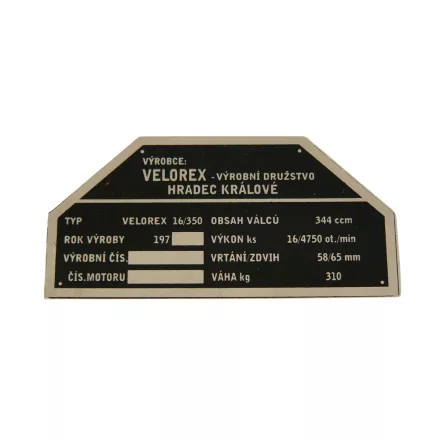 VÝROBCE:
VELOREX - VÝROBNÍ DRUŽSTVO
HRADEC KRÁLOVÉ
TYP VELOREX 16/350 OBSAH VÁLCŮ 344 ccm
ROK VÝROBY 197 VÝKON ks 16/4750 ot./min
VÝROBNÍ ČÍS. VRTÁNÍ/ZDVIH 58/65 mm
ČÍS.MOTORU VÁHA kg 310